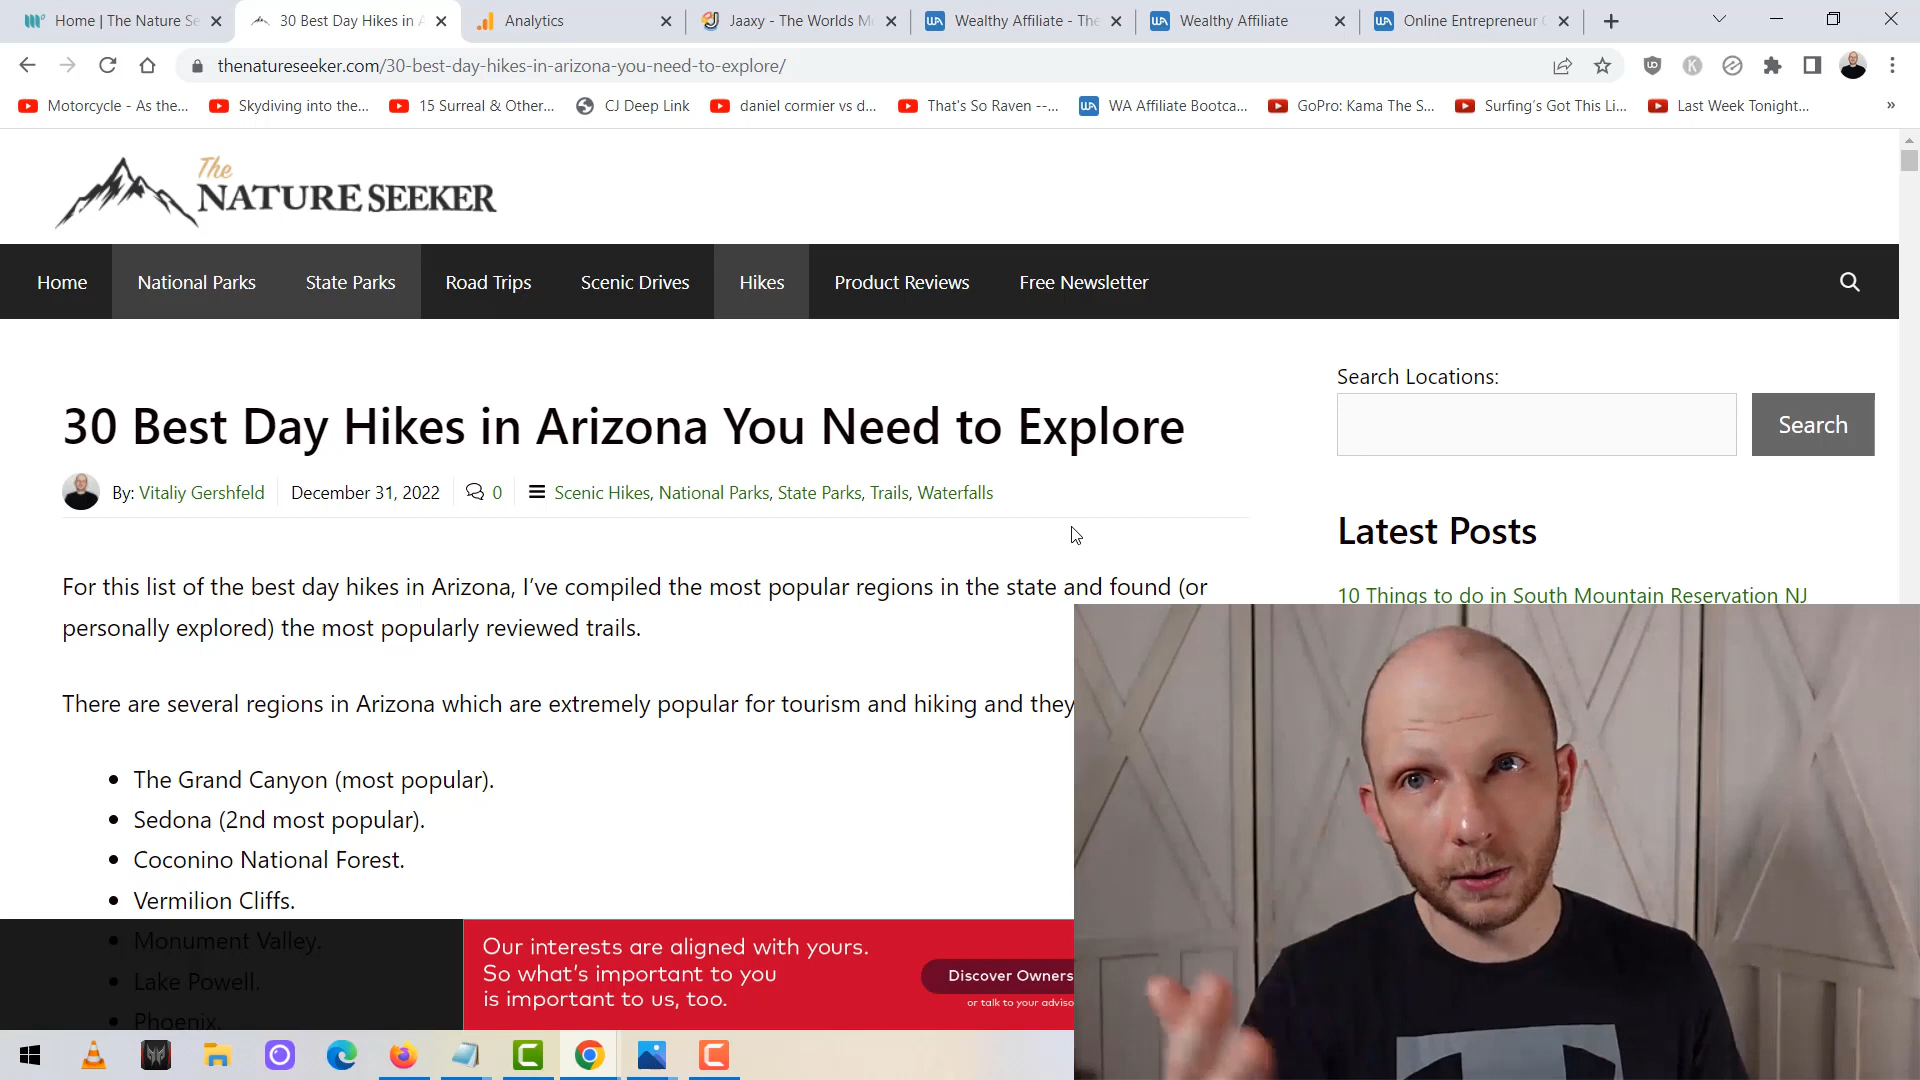 Home | The Nature Se
30 Best Day Hikes in A
Analytics
Jaaxy - The Worlds M
Wealthy Affiliate - The
Wealthy Affiliate
Online Entrepreneur C
thenatureseeker.com/30-best-day-hikes-in-arizona-you-need-to-explore/
Motorcycle - As the...
Skydiving into the...
15 Surreal & Other...
CJ Deep Link
daniel cormier vs d...
That's So Raven --...
WA Affiliate Bootca...
GoPro: Kama The S...
Surfing's Got This Li...
Last Week Tonight...
The
NATURE SEEKER
Home
National Parks
State Parks
Road Trips
Scenic Drives
Hikes
Product Reviews
Free Newsletter
30 Best Day Hikes in Arizona You Need to Explore
By: Vitaliy Gershfeld December 31, 2022 0 Scenic Hikes, National Parks, State Parks, Trails, Waterfalls
For this list of the best day hikes in Arizona, I've compiled the most popular regions in the state and found (or
personally explored) the most popularly reviewed trails.
There are several regions in Arizona which are extremely popular for tourism and hiking and they
• The Grand Canyon (most popular).
• Sedona (2nd most popular).
• Coconino National Forest.
• Vermilion Cliffs.
• Monument Valley.
• Lake Powell.
• Phoenix.
Search Locations:
Search
Latest Posts
10 Things to do in South Mountain Reservation NJ
Our interests are aligned with yours.
So what's important to you
is important to us, too.
Discover Owners
or talk to your adviso